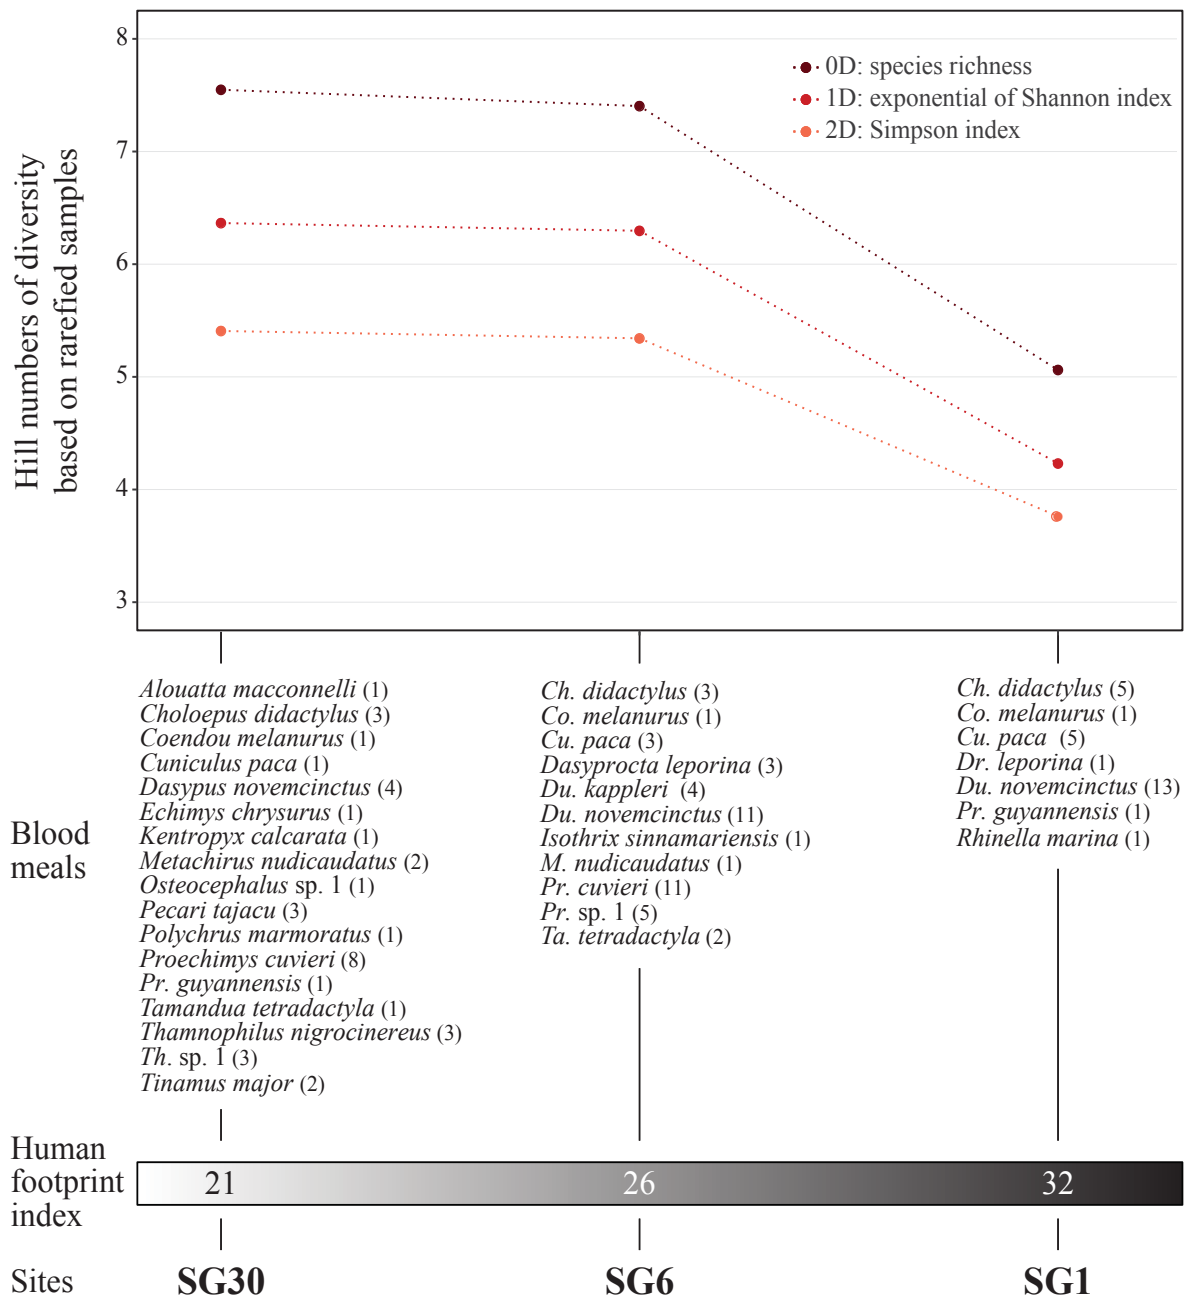 Hill numbers of diversity
based on rarefied samples
8
7
6
5
4
3
0D: species richness
1D: exponential of Shannon index
2D: Simpson index
Blood
meals
Alouatta macconnelli (1)
Choloepus didactylus (3)
Coendou melanurus (1)
Cuniculus paca (1)
Dasypus novemcinctus (4)
Echimys chrysurus (1)
Kentropyx calcarata (1)
Metachirus nudicaudatus (2)
Osteocephalus sp. 1 (1)
Pecari tajacu (3)
Polychrus marmoratus (1)
Proechimys cuvieri (8)
Pr. guyannensis (1)
Tamandua tetradactyla (1)
Thamnophilus nigrocinereus (3)
Th. sp. 1 (3)
Tinamus major (2)
Ch. didactylus (3)
Co. melanurus (1)
Cu. paca (3)
Dasyprocta leporina (3)
Du. kappleri (4)
Du. novemcinctus (11)
Isothrix sinnamariensis (1)
M. nudicaudatus (1)
Pr. cuvieri (11)
Pr. sp. 1 (5)
Ta. tetradactyla (2)
Ch. didactylus (5)
Co. melanurus (1)
Cu. paca (5)
Dr. leporina (1)
Du. novemcinctus (13)
Pr. guyannensis (1)
Rhinella marina (1)
Human
footprint
index
21
26
32
Sites
SG30
SG6
SG1